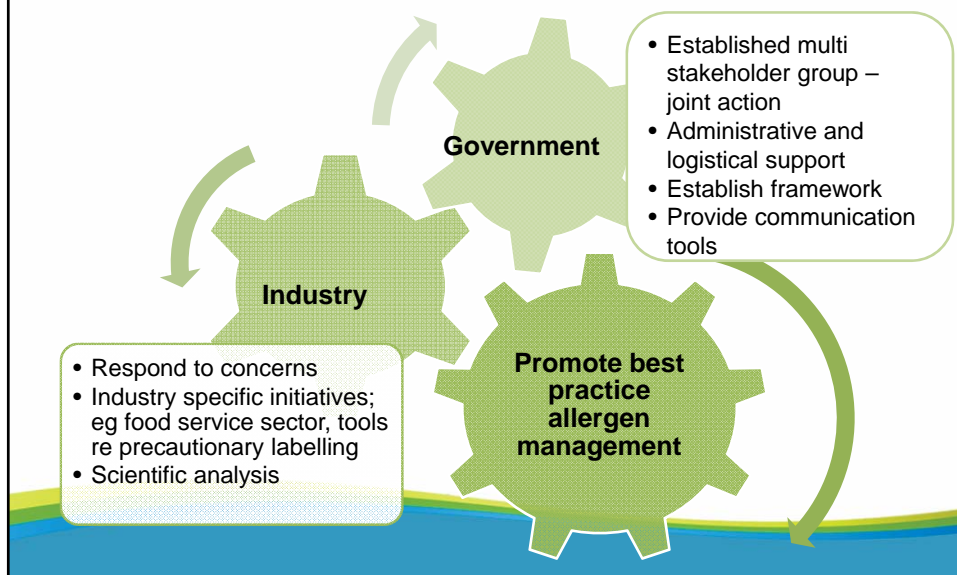 Government
• Established multi
stakeholder group –
joint action
• Administrative and
logistical support
• Establish framework
• Provide communication
tools
Industry
• Respond to concerns
• Industry specific initiatives;
eg food service sector, tools
re precautionary labelling
• Scientific analysis
Promote best
practice
allergen
management